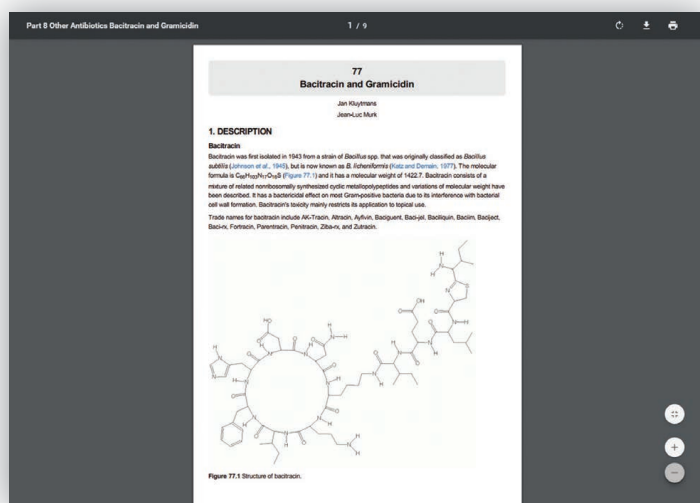 Part 8 Other Antibiotics Bacitracin and Gramicidin
1 / 9
77
Bacitracin and Gramicidin
Jan Kluytmans
Jean-Luc Murk
1. DESCRIPTION
Bacitracin
Bacitracin was first isolated in 1943 from a strain of Bacillus spp. that was originally classified as Bacillus
subtilis (Johnson et al., 1945), but is now known as B. licheniformis (Katz and Demain, 1977). The molecular
formula is C66H103N17O16S (Figure 77.1) and it has a molecular weight of 1422.7. Bacitracin consists of a
mixture of related nonribosomally synthesized cyclic metallopolypeptides and variations of molecular weight have
been described. It has a bactericidal effect on most Gram-positive bacteria due to its interference with bacterial
cell wall formation. Bacitracin's toxicity mainly restricts its application to topical use.
Trade names for bacitracin include AK-Tracin, Altracin, Ayfivin, Baciguent, Baci-jel, Baciliquin, Baciim, Baciject,
Baci-rx, Fortracin, Parentracin, Penitracin, Ziba-rx, and Zutracin.
Figure 77.1 Structure of bacitracin.